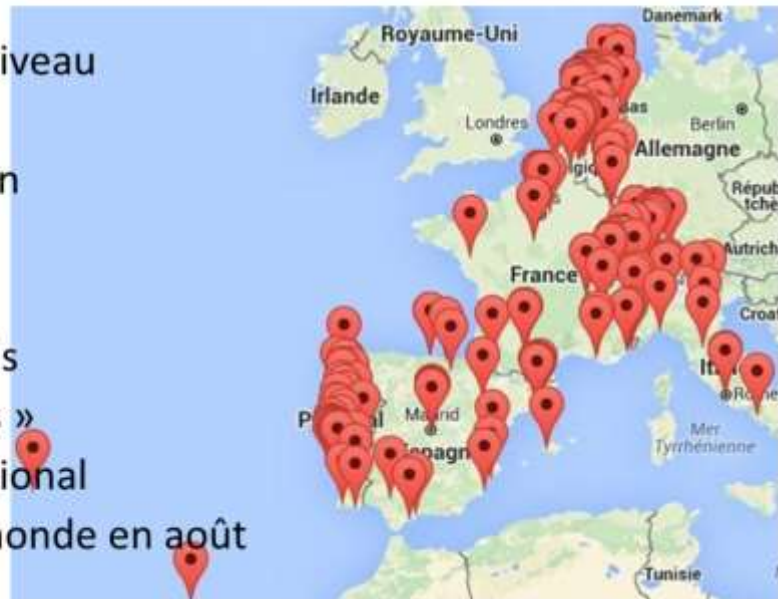 Danemark
Royaume-Uni
iveau
Irlande
Londres
Berlin
Allemagne
n
Répub
tchè
Autrich
France
Croat
s
Madrid
s »
Espagn
Mer
Tyrrhénienne
ional
onde en août
Tunisie